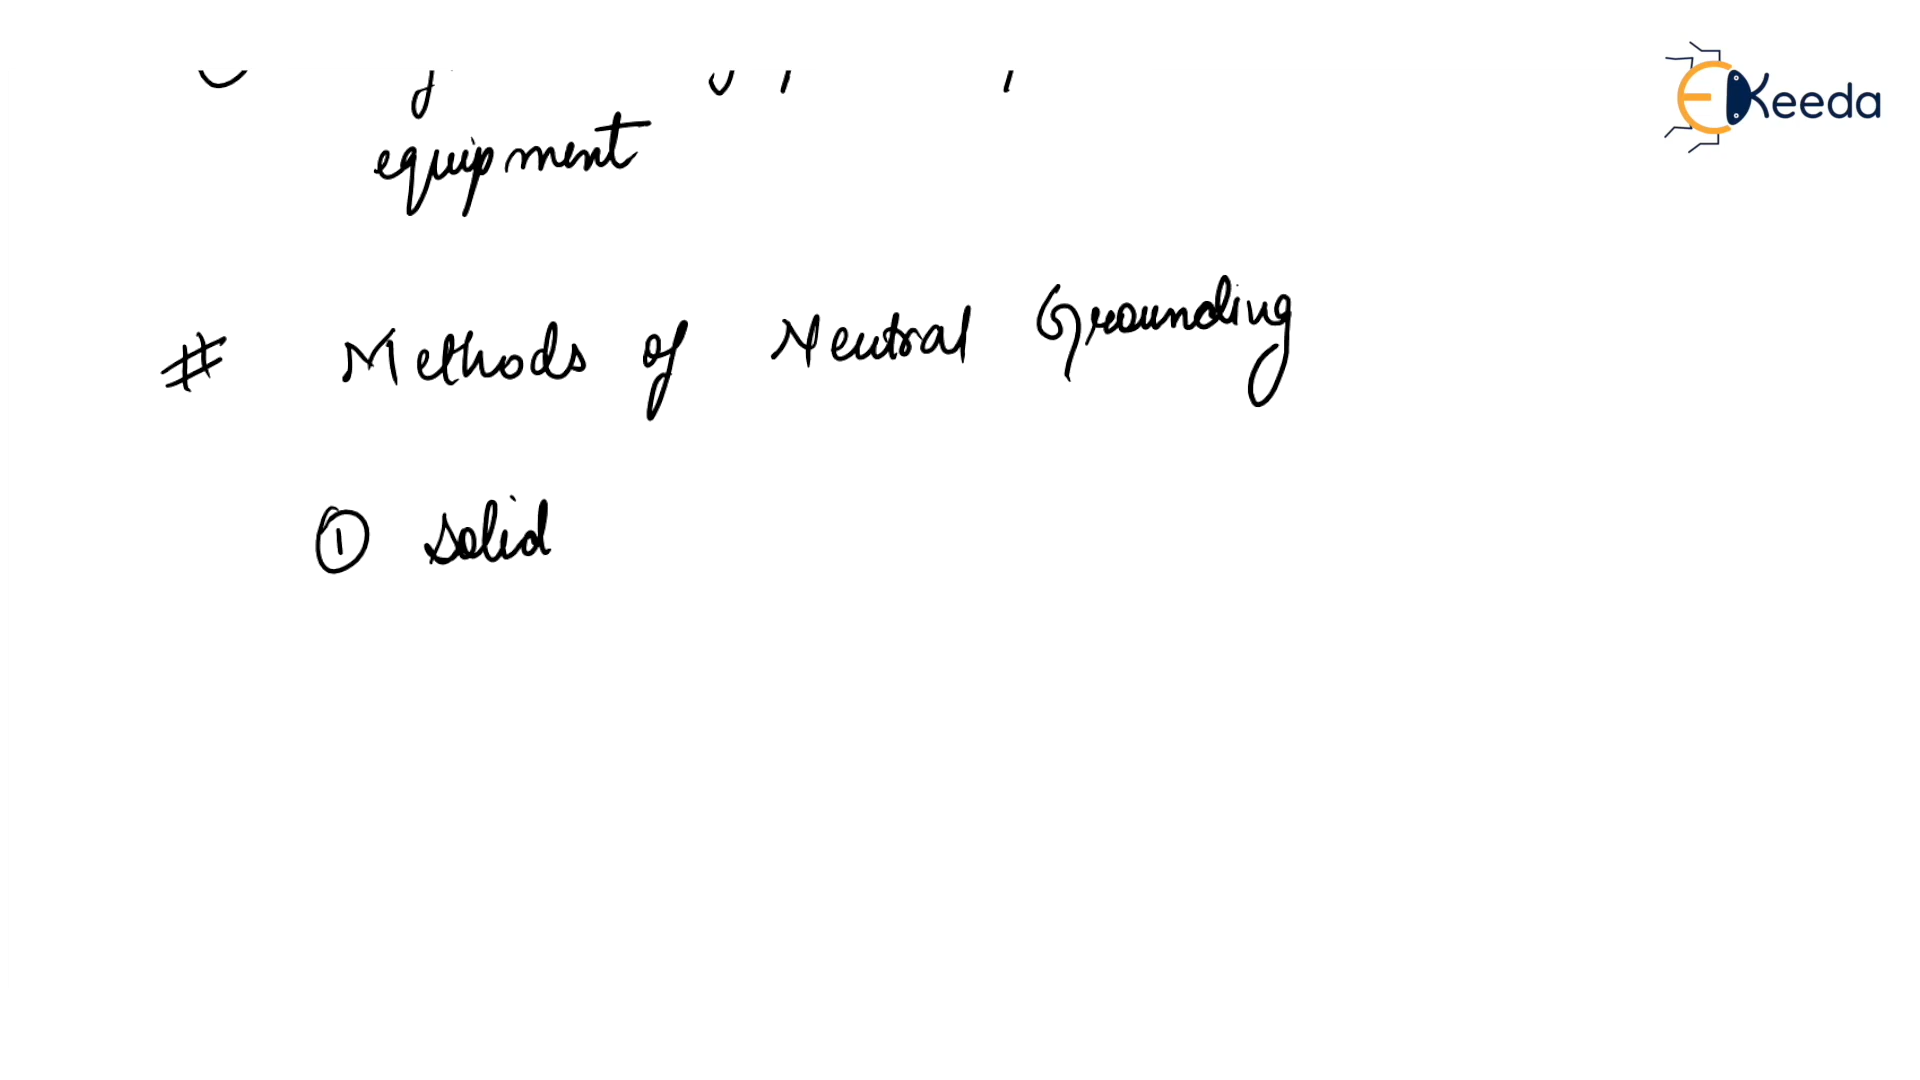 EKeeda
equipment
# Methods of Neutral Grounding
① Solid